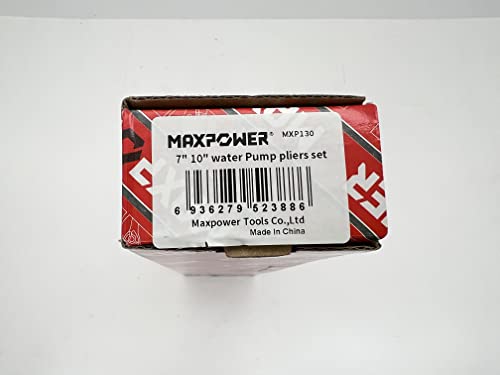 MAXPOWER® MXP130
7" 10" water Pump pliers set
6 936279 523886
Maxpower Tools Co.,Ltd
Made In China